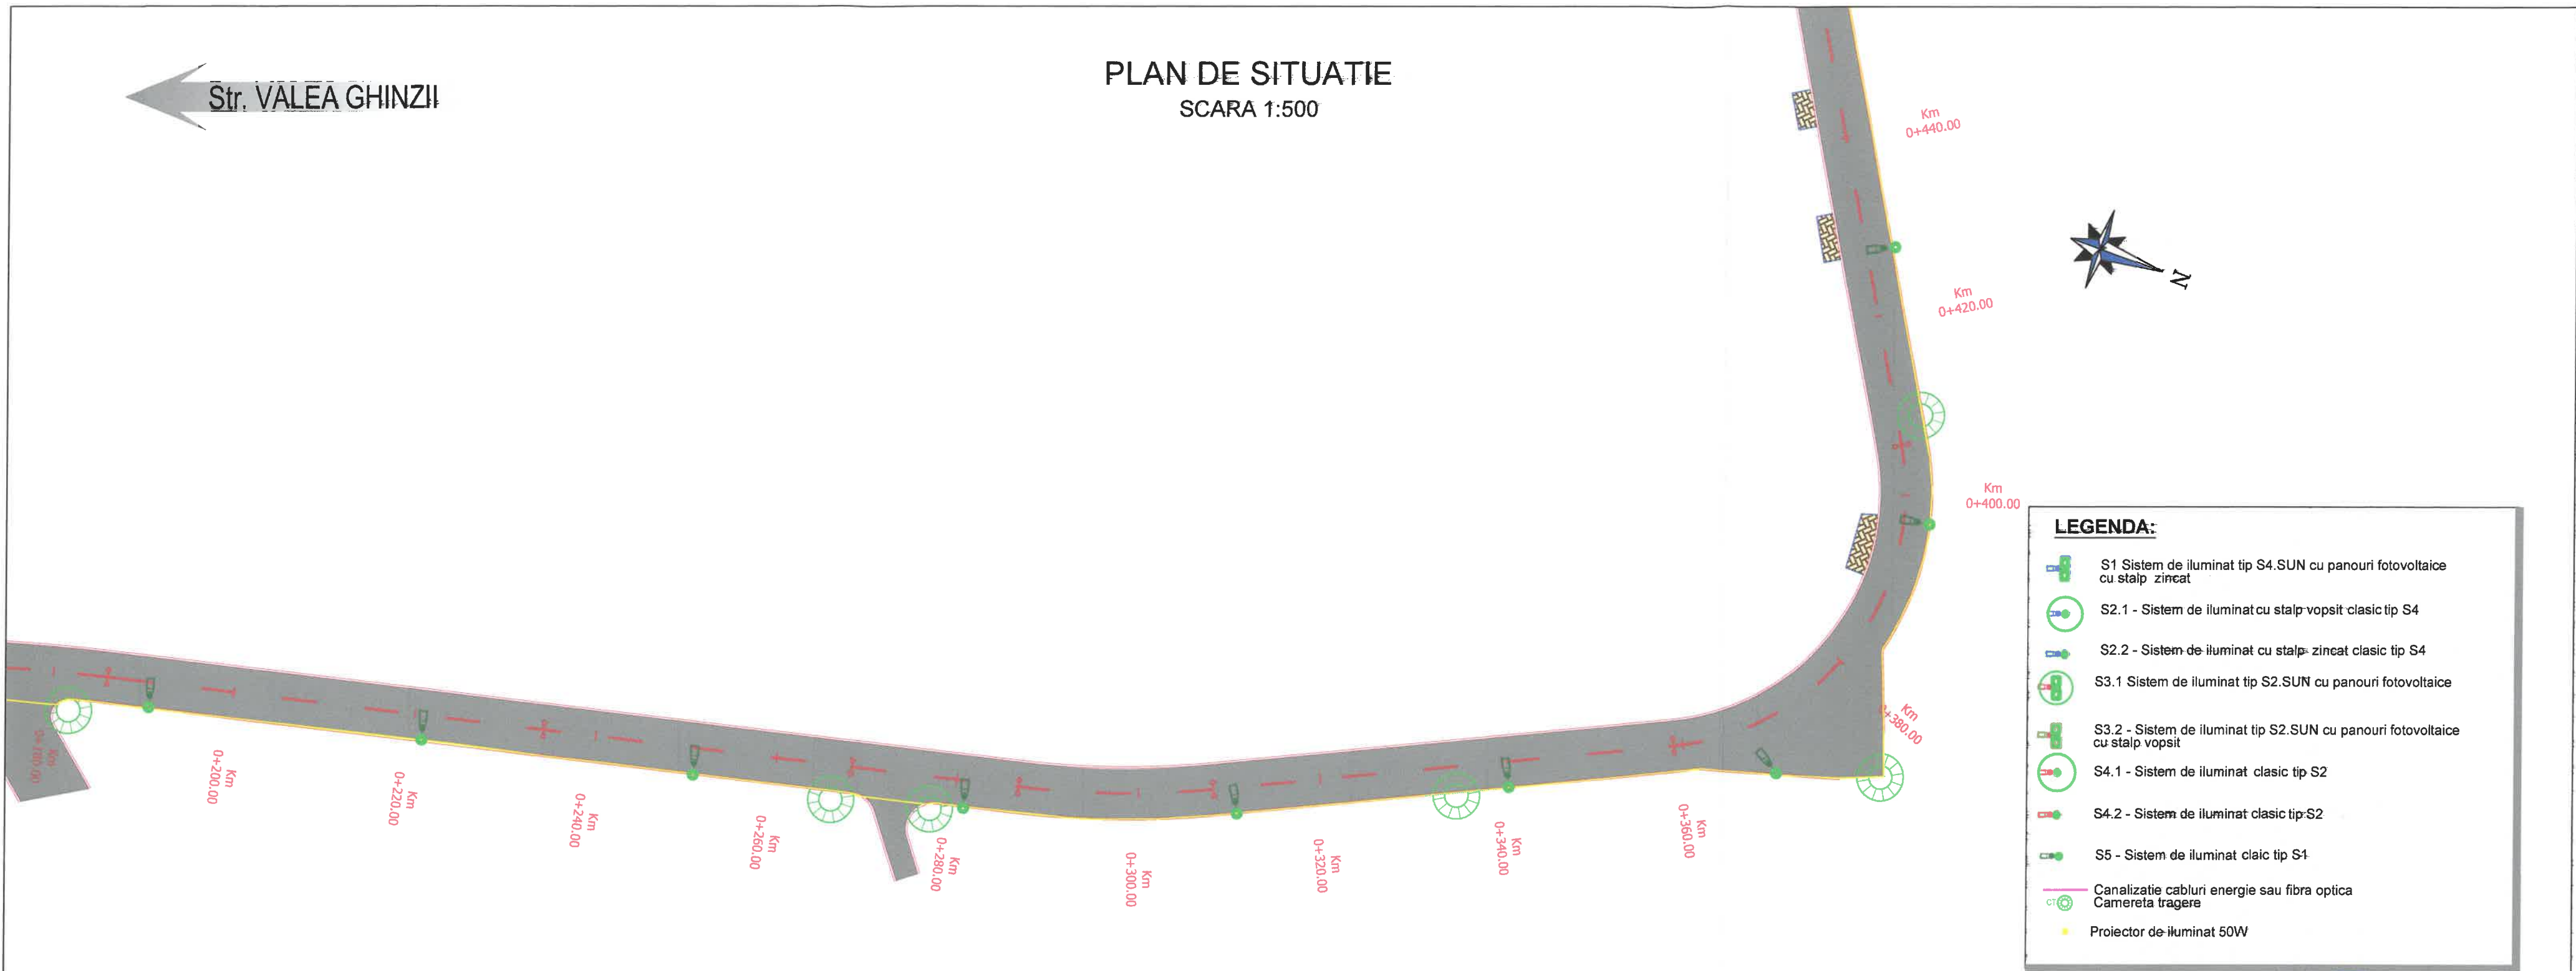 PLAN DE SITUATIE
SCARA 1:500
Str. VALEA GHINZII
Km
0+440.00
Km
0+420.00
N
Km
0+400.00
Km
0+380.00
Km
0+200.00
Km
0+220.00
Km
0+240.00
Km
0+260.00
Km
0+280.00
Km
0+300.00
Km
0+320.00
Km
0+340.00
Km
0+360.00
LEGENDA:
S1 Sistem de iluminat tip S4.SUN cu panouri fotovoltaice
cu stalp zincat
S2.1 - Sistem de iluminat cu stalp vopsit clasic tip S4
S2.2 - Sistem de iluminat cu stalp zincat clasic tip S4
S3.1 Sistem de iluminat tip S2.SUN cu panouri fotovoltaice
S3.2 - Sistem de iluminat tip S2.SUN cu panouri fotovoltaice
cu stalp vopsit
S4.1 - Sistem de iluminat clasic tip S2
S4.2 - Sistem de iluminat clasic tip S2
S5 - Sistem de iluminat claic tip S1
Canalizatie cabluri energie sau fibra optica
CT Camereta tragere
Proiector de iluminat 50W